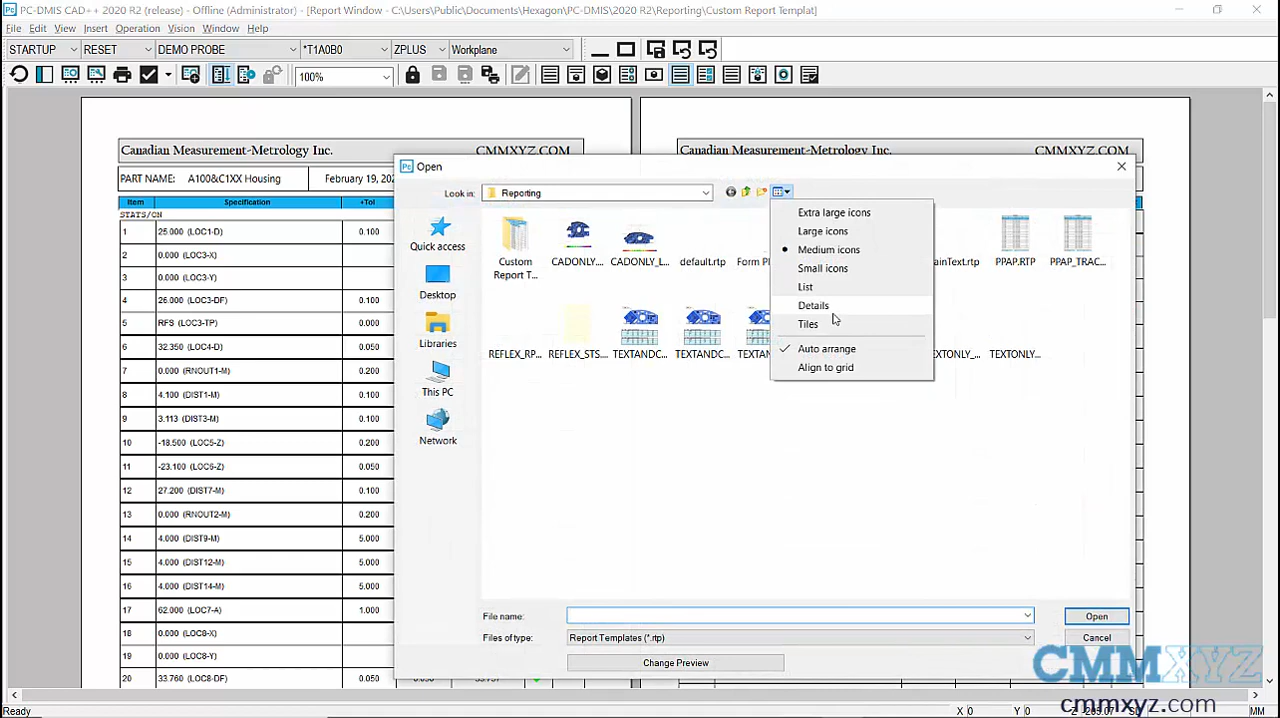 PC-DMIS CAD++ 2020 R2 (release) - Offline (Administrator) - [Report Window - C:\Users\Public\Documents\Hexagon\PC-DMIS\2020 R2\Reporting\Custom Report Templat]
File Edit View Insert Operation Vision Window Help
STARTUP RESET DEMO PROBE *T1A0B0 ZPLUS Workplane
100%
Canadian Measurement-Metrology Inc. CMMXYZ.COM
Canadian Measurement-Metrology Inc. CMMXYZ.COM
PART NAME: A100&C1XX Housing February 19, 202
Item Specification +Tol
STATS/ON
1 25.000 (LOC1-D) 0.100
2 0.000 (LOC3-X)
3 0.000 (LOC3-Y)
4 26.000 (LOC3-DF) 0.100
5 RFS (LOC3-TP) 0.000
6 32.350 (LOC4-D) 0.100
7 0.000 (RNOUT1-M) 0.200
8 4.100 (DIST1-M) 0.100
9 3.113 (DIST3-M) 0.100
10 -18.500 (LOC5-Z) 0.200
11 -23.100 (LOC6-Z) 0.050
12 27.200 (DIST7-M) 0.100
13 0.000 (RNOUT2-M) 0.200
14 4.000 (DIST9-M) 5.000
15 4.000 (DIST12-M) 5.000
16 4.000 (DIST14-M) 5.000
17 62.000 (LOC7-A) 1.000
18 0.000 (LOC8-X)
19 0.000 (LOC8-Y)
20 33.760 (LOC8-DF) 0.050
Open
Look in: Reporting
Quick access
Desktop
Libraries
This PC
Network
Custom Report T...
CADONLY....
CADONLY_L...
default.rtp
Form Pl
ainText.rtp
PPAP.RTP
PPAP_TRAC...
REFLEX_RP...
REFLEX_STS...
TEXTANDC...
TEXTANDC...
TEXTAN
EXTONLY_...
TEXTONLY_...
Extra large icons
Large icons
Medium icons
Small icons
List
Details
Tiles
Auto arrange
Align to grid
File name: Open
Files of type: Report Templates (*.rtp) Cancel
Change Preview
CMMXYZ
cmmxyz.com
Ready X 0 Y 0 MM